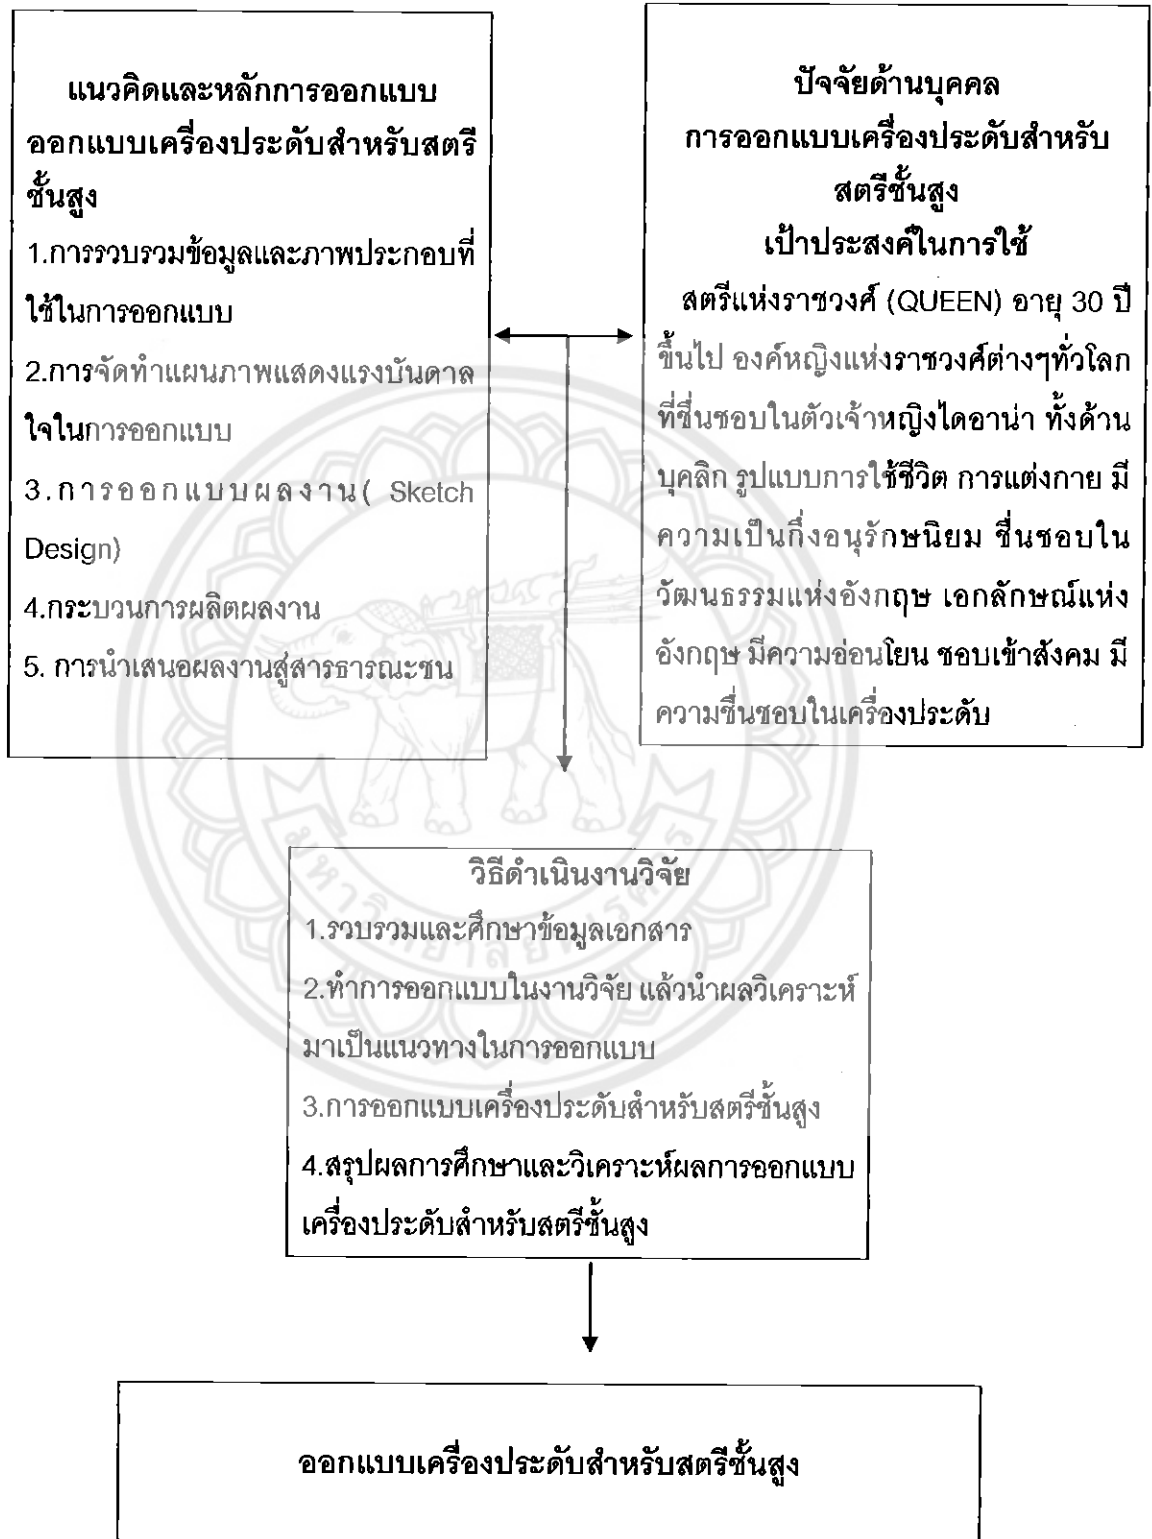 แนวคิดและหลักการออกแบบ
ออกแบบเครื่องประดับสำหรับสตรี
ชั้นสูง
1.การรวบรวมข้อมูลและภาพประกอบที่
ใช้ในการออกแบบ
2.การจัดทำแผนภาพแสดงแรงบันดาล
ใจในการออกแบบ
3.การออกแบบผลงาน( Sketch
Design)
4.กระบวนการผลิตผลงาน
5. การนำเสนอผลงานสู่สารธารณะชน
ปัจจัยด้านบุคคล
การออกแบบเครื่องประดับสำหรับ
สตรีชั้นสูง
เป้าประสงค์ในการใช้
สตรีแห่งราชวงศ์ (QUEEN) อายุ 30 ปี
ขึ้นไป องค์หญิงแห่งราชวงศ์ต่างๆทั่วโลก
ที่ชื่นชอบในตัวเจ้าหญิงไดอาน่า ทั้งด้าน
บุคลิก รูปแบบการใช้ชีวิต การแต่งกาย มี
ความเป็นกึ่งอนุรักษนิยม ชื่นชอบใน
วัฒนธรรมแห่งอังกฤษ เอกลักษณ์แห่ง
อังกฤษ มีความอ่อนโยน ชอบเข้าสังคม มี
ความชื่นชอบในเครื่องประดับ
วิธีดำเนินงานวิจัย
1.รวบรวมและศึกษาข้อมูลเอกสาร
2.ทำการออกแบบในงานวิจัย แล้วนำผลวิเคราะห์
มาเป็นแนวทางในการออกแบบ
3.การออกแบบเครื่องประดับสำหรับสตรีชั้นสูง
4.สรุปผลการศึกษาและวิเคราะห์ผลการออกแบบ
เครื่องประดับสำหรับสตรีชั้นสูง
ออกแบบเครื่องประดับสำหรับสตรีชั้นสูง